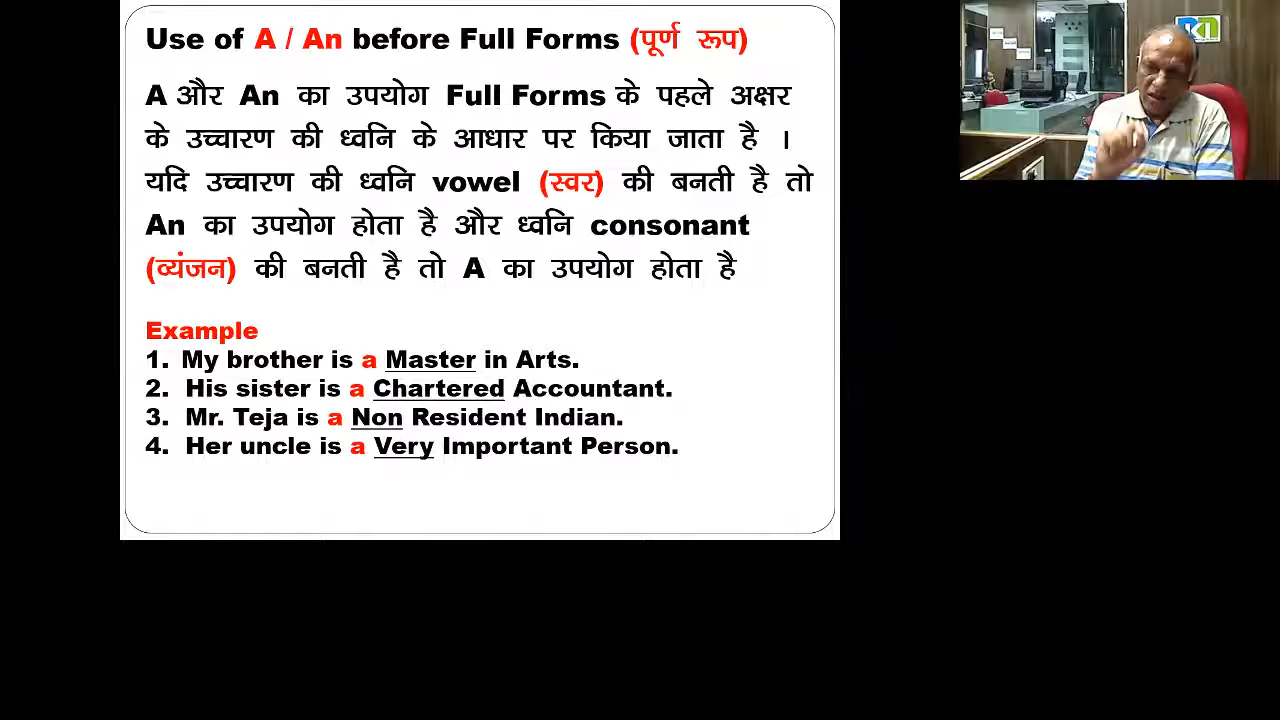 Use of A / An before Full Forms (पूर्ण रूप)
A और An का उपयोग Full Forms के पहले अक्षर
के उच्चारण की ध्वनि के आधार पर किया जाता है ।
यदि उच्चारण की ध्वनि vowel (स्वर) की बनती है तो
An का उपयोग होता है और ध्वनि consonant
(व्यंजन) की बनती है तो A का उपयोग होता है
Example
1. My brother is a Master in Arts.
2. His sister is a Chartered Accountant.
3. Mr. Teja is a Non Resident Indian.
4. Her uncle is a Very Important Person.